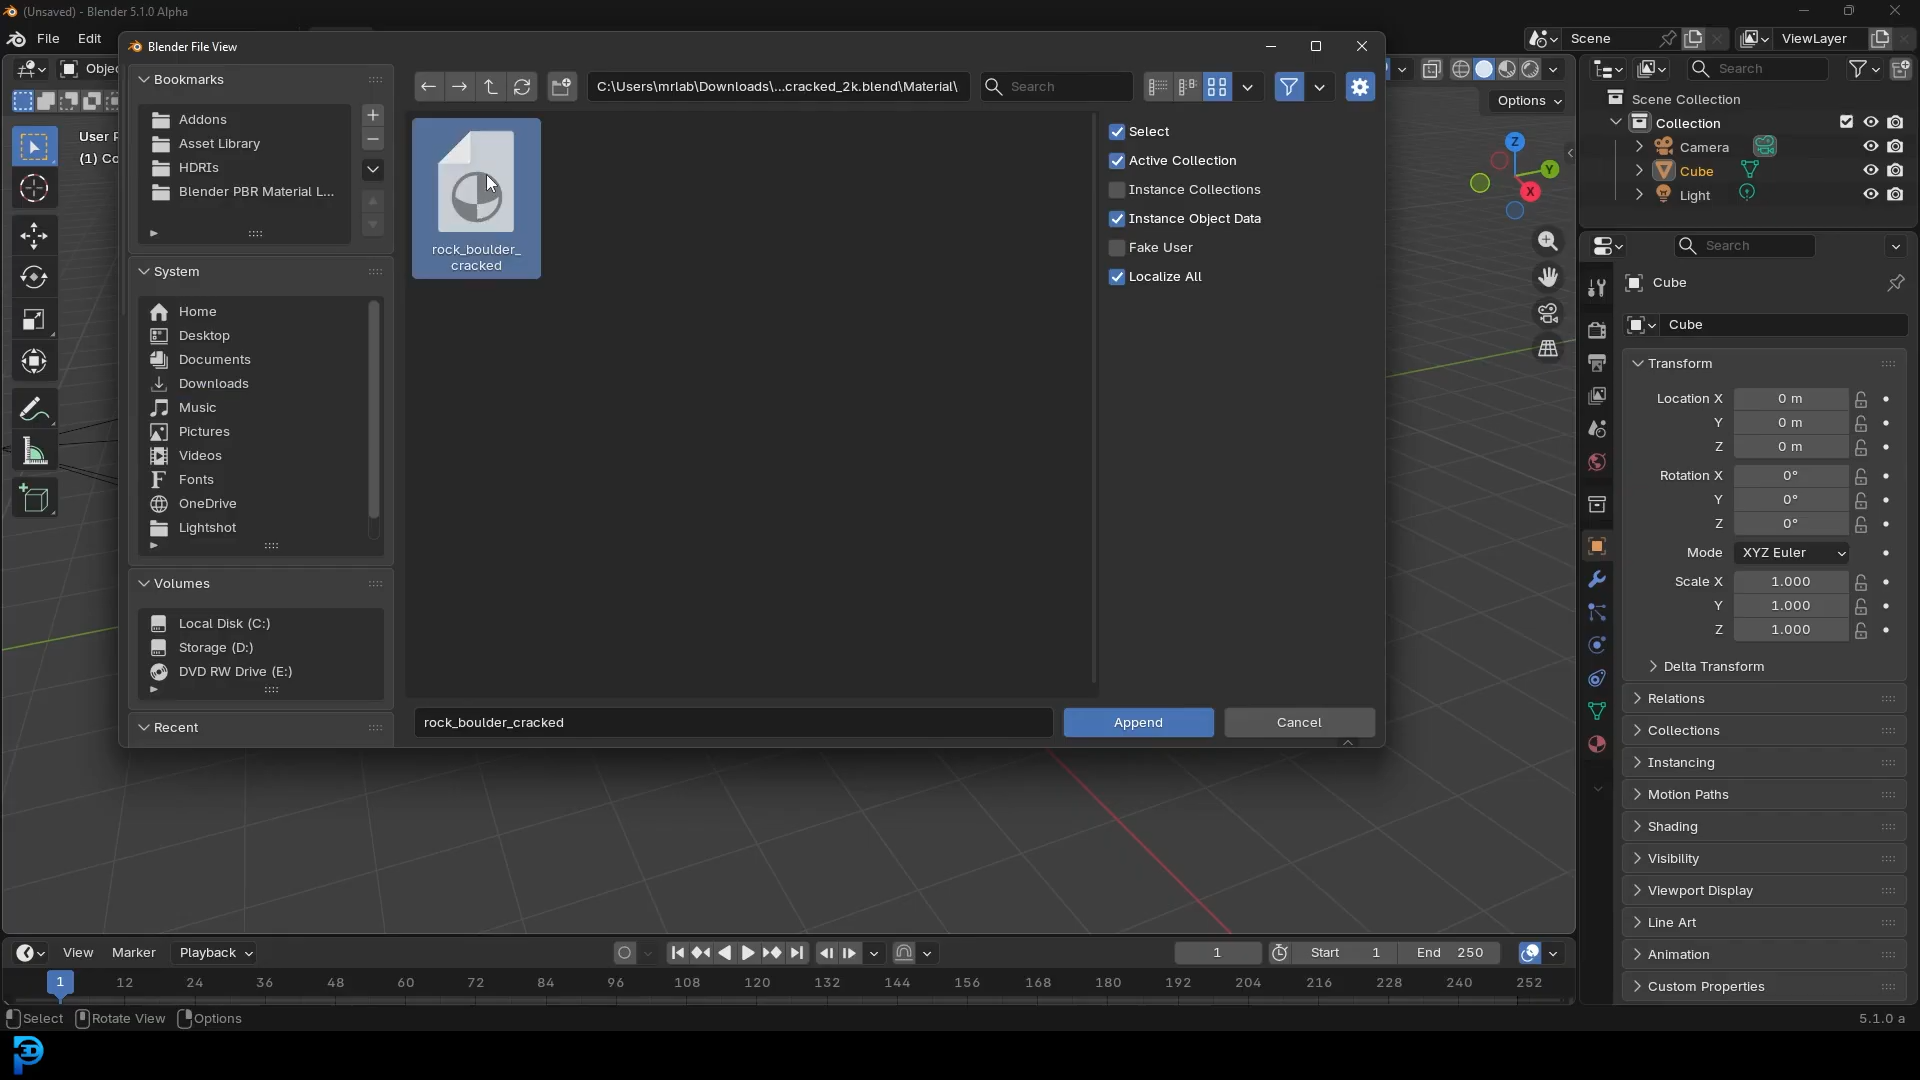 (Unsaved) - Blender 5.1.0 Alpha
File Edit
Scene
ViewLayer
Blender File View
Bookmarks
Addons
Asset Library
HDRIs
Blender PBR Material L...
System
Home
Desktop
Documents
Downloads
Music
Pictures
Videos
Fonts
OneDrive
Lightshot
Volumes
Local Disk (C:)
Storage (D:)
DVD RW Drive (E:)
Recent
C:\Users\mrlab\Downloads\...cracked_2k.blend\Material\
Search
rock_boulder_
cracked
Select
Active Collection
Instance Collections
Instance Object Data
Fake User
Localize All
rock_boulder_cracked
Append
Cancel
Objec
User P
(1) Co
Options
Z
Y
X
Search
Scene Collection
Collection
Camera
Cube
Light
Search
Cube
Cube
Transform
Location X 0 m
Y 0 m
Z 0 m
Rotation X 0°
Y 0°
Z 0°
Mode XYZ Euler
Scale X 1.000
Y 1.000
Z 1.000
Delta Transform
Relations
Collections
Instancing
Motion Paths
Shading
Visibility
Viewport Display
Line Art
Animation
Custom Properties
View Marker Playback
1 Start 1 End 250
1 12 24 36 48 60 72 84 96 108 120 132 144 156 168 180 192 204 216 228 240 252
Select Rotate View Options
5.1.0 a